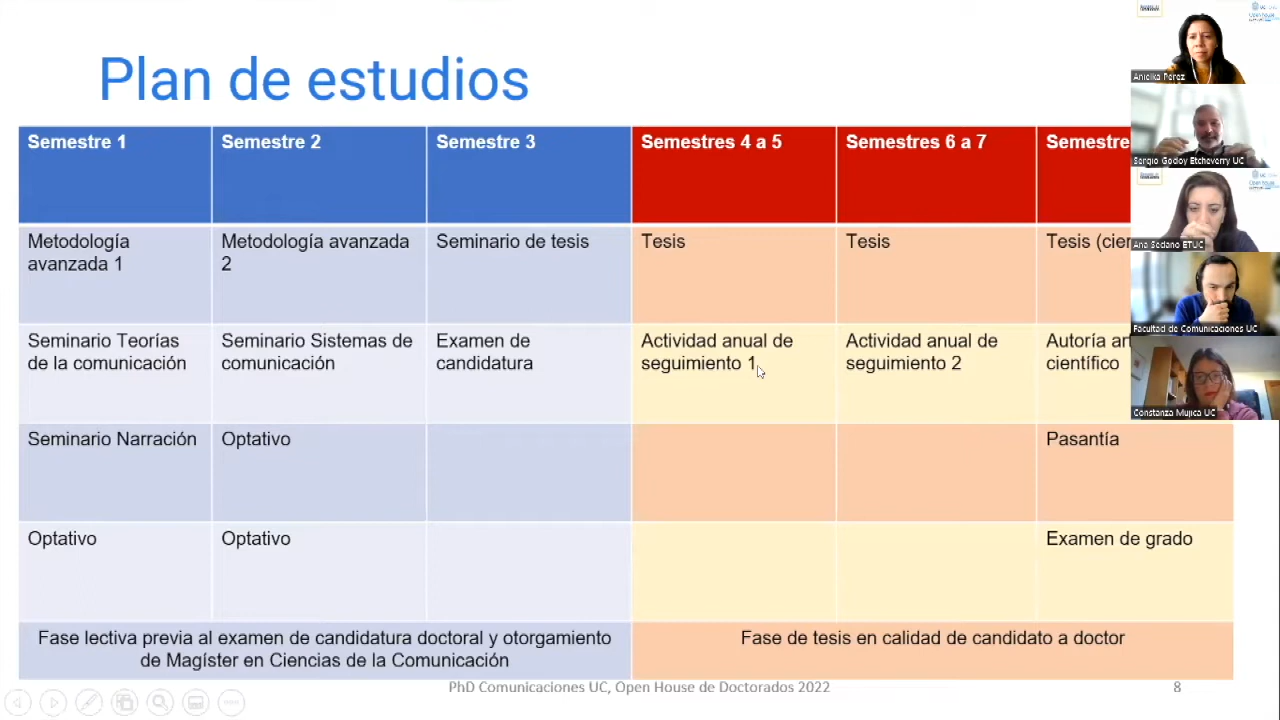 Plan de estudios
Semestre 1
Semestre 2
Semestre 3
Semestres 4 a 5
Semestres 6 a 7
Semestre
Metodología
avanzada 1
Metodología avanzada
2
Seminario de tesis
Tesis
Tesis
Tesis (cier
Seminario Teorías
de la comunicación
Seminario Sistemas de
comunicación
Examen de
candidatura
Actividad anual de
seguimiento 1
Actividad anual de
seguimiento 2
Autoría ar
científico
Seminario Narración
Optativo
Pasantía
Optativo
Optativo
Examen de grado
Fase lectiva previa al examen de candidatura doctoral y otorgamiento
de Magíster en Ciencias de la Comunicación
Fase de tesis en calidad de candidato a doctor
PhD Comunicaciones UC, Open House de Doctorados 2022
8
Anielka Pérez
Sergio Godoy Etcheverry UC
Ana Sedano ETUC
Facultad de Comunicaciones UC
Constanza Mujica UC